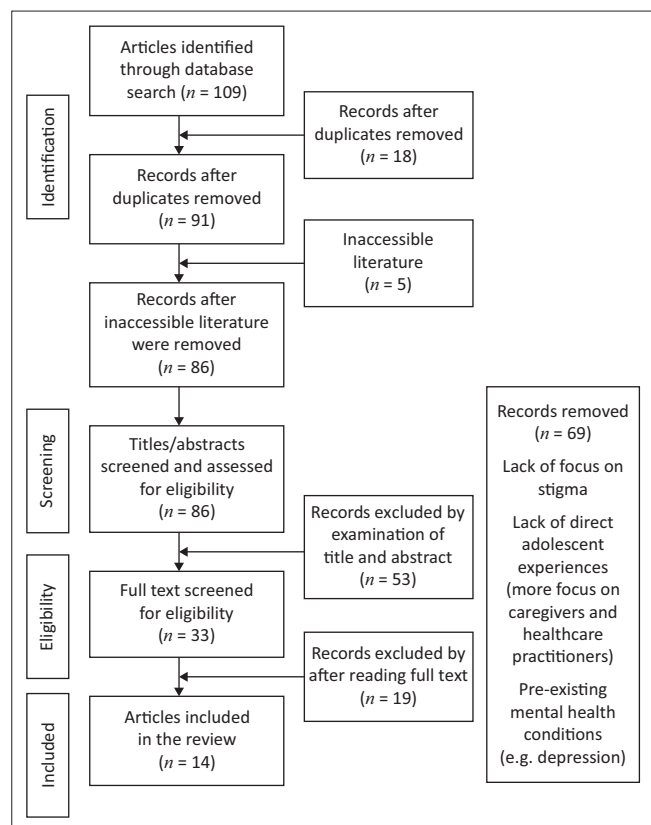 Articles identified
through database
search (n = 109)
Identification
Records after
duplicates removed
(n = 18)
Records after
duplicates removed
(n = 91)
Inaccessible
literature
(n = 5)
Records after
inaccessible literature
were removed
(n = 86)
Screening
Titles/abstracts
screened and assessed
for eligibility
(n = 86)
Records excluded by
examination of
title and abstract
(n = 53)
Eligibility
Full text screened
for eligibility
(n = 33)
Records excluded by
after reading full text
(n = 19)
Included
Articles included
in the review
(n = 14)
Records removed
(n = 69)
Lack of focus on
stigma
Lack of direct
adolescent
experiences
(more focus on
caregivers and
healthcare
practitioners)
Pre-existing
mental health
conditions
(e.g. depression)